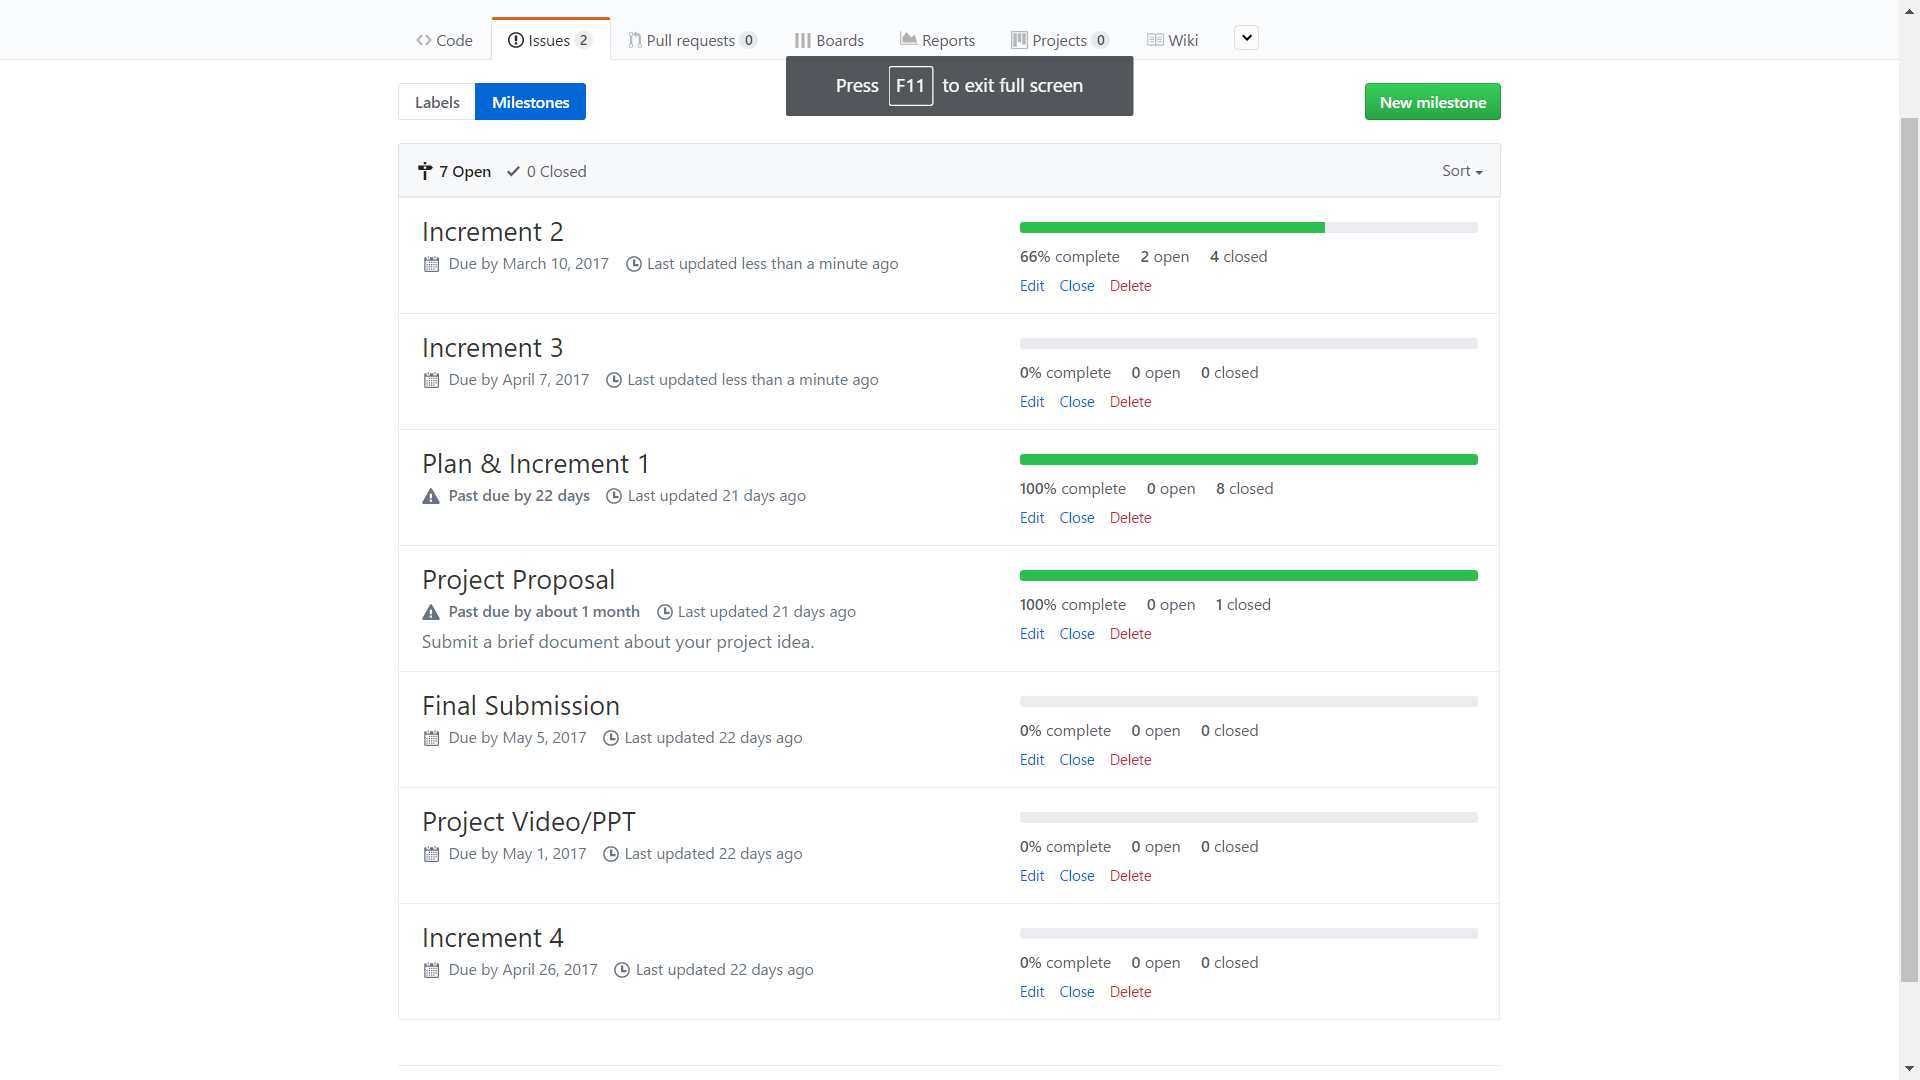 Code Issues 2 Pull requests 0 Boards Reports Projects 0 Wiki
Press F11 to exit full screen
Labels Milestones New milestone
7 Open 0 Closed Sort
Increment 2
Due by March 10, 2017 Last updated less than a minute ago
66% complete 2 open 4 closed
Edit Close Delete
Increment 3
Due by April 7, 2017 Last updated less than a minute ago
0% complete 0 open 0 closed
Edit Close Delete
Plan & Increment 1
Past due by 22 days Last updated 21 days ago
100% complete 0 open 8 closed
Edit Close Delete
Project Proposal
Past due by about 1 month Last updated 21 days ago
Submit a brief document about your project idea.
100% complete 0 open 1 closed
Edit Close Delete
Final Submission
Due by May 5, 2017 Last updated 22 days ago
0% complete 0 open 0 closed
Edit Close Delete
Project Video/PPT
Due by May 1, 2017 Last updated 22 days ago
0% complete 0 open 0 closed
Edit Close Delete
Increment 4
Due by April 26, 2017 Last updated 22 days ago
0% complete 0 open 0 closed
Edit Close Delete